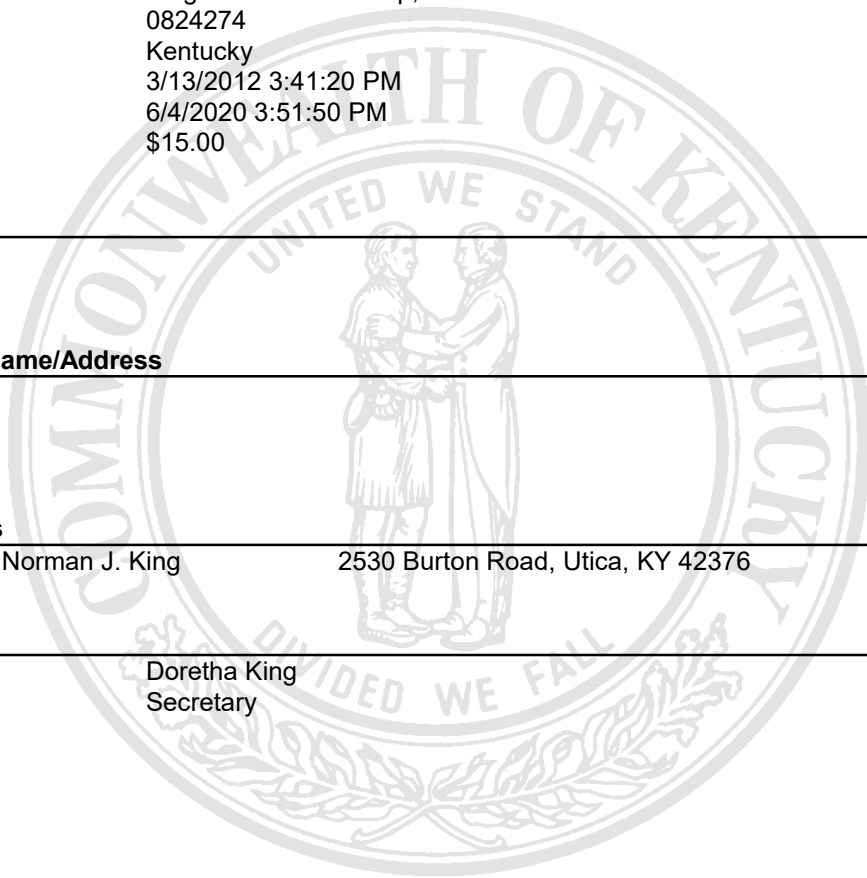 0824274
Kentucky
3/13/2012 3:41:20 PM
6/4/2020 3:51:50 PM
$15.00
COMMONWEALTH OF KENTUCKY
UNITED WE STAND
ame/Address
s
Norman J. King 2530 Burton Road, Utica, KY 42376
Doretha King
Secretary
DIVIDED WE FALL